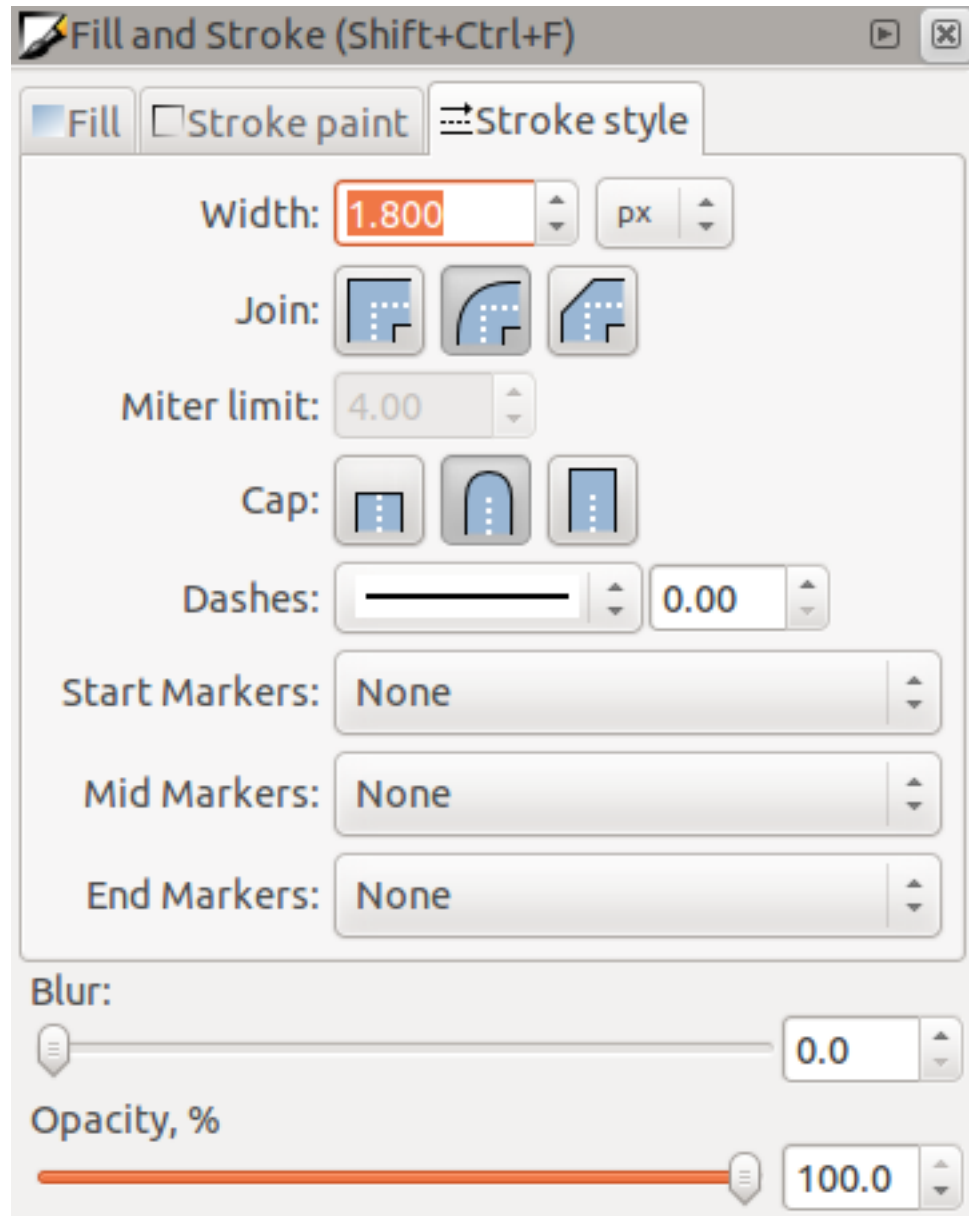 Fill and Stroke (Shift+Ctrl+F)
Fill Stroke paint Stroke style
Width: 1.800 px
Join:
Miter limit: 4.00
Cap:
Dashes: 0.00
Start Markers: None
Mid Markers: None
End Markers: None
Blur:
0.0
Opacity, %
100.0